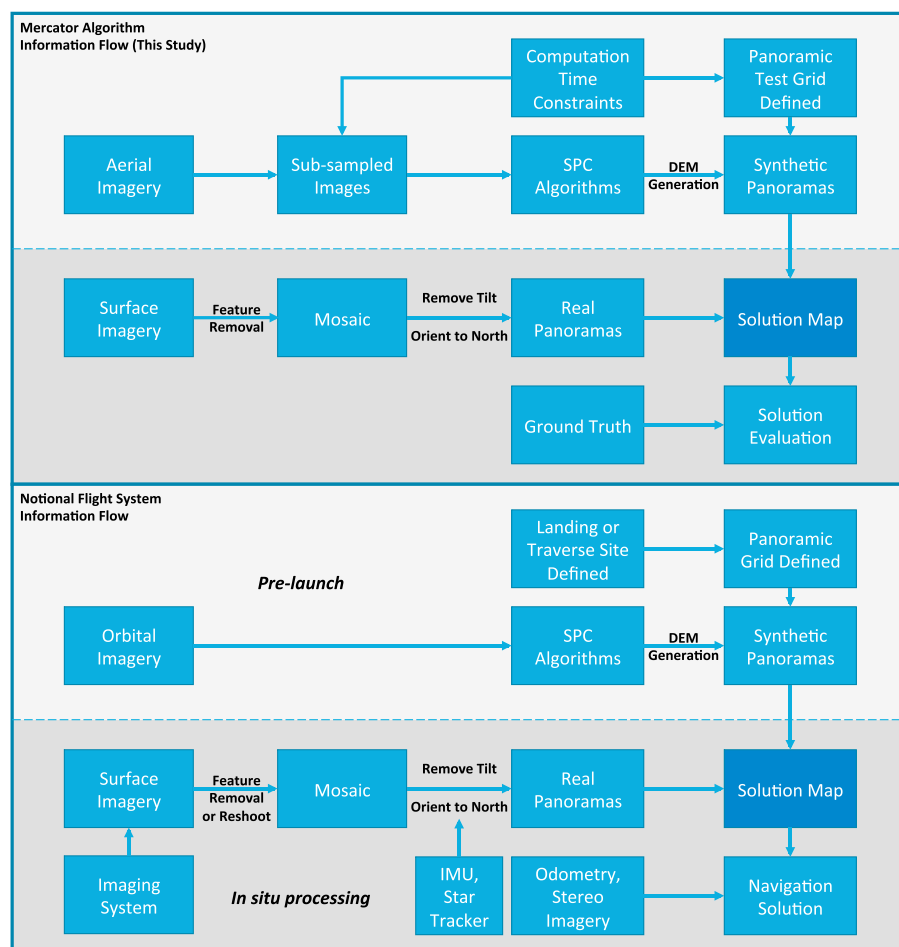 Mercator Algorithm
Information Flow (This Study)
Computation
Time
Constraints
Panoramic
Test Grid
Defined
Aerial
Imagery
Sub-sampled
Images
SPC
Algorithms
DEM
Generation
Synthetic
Panoramas
Surface
Imagery
Feature
Removal
Mosaic
Remove Tilt
Orient to North
Real
Panoramas
Solution Map
Ground Truth
Solution
Evaluation
Notional Flight System
Information Flow
Landing or
Traverse Site
Defined
Panoramic
Grid Defined
Pre-launch
Orbital
Imagery
SPC
Algorithms
DEM
Generation
Synthetic
Panoramas
Surface
Imagery
Feature
Removal
or Reshoot
Mosaic
Remove Tilt
Orient to North
Real
Panoramas
Solution Map
Imaging
System
In situ processing
IMU,
Star
Tracker
Odometry,
Stereo
Imagery
Navigation
Solution